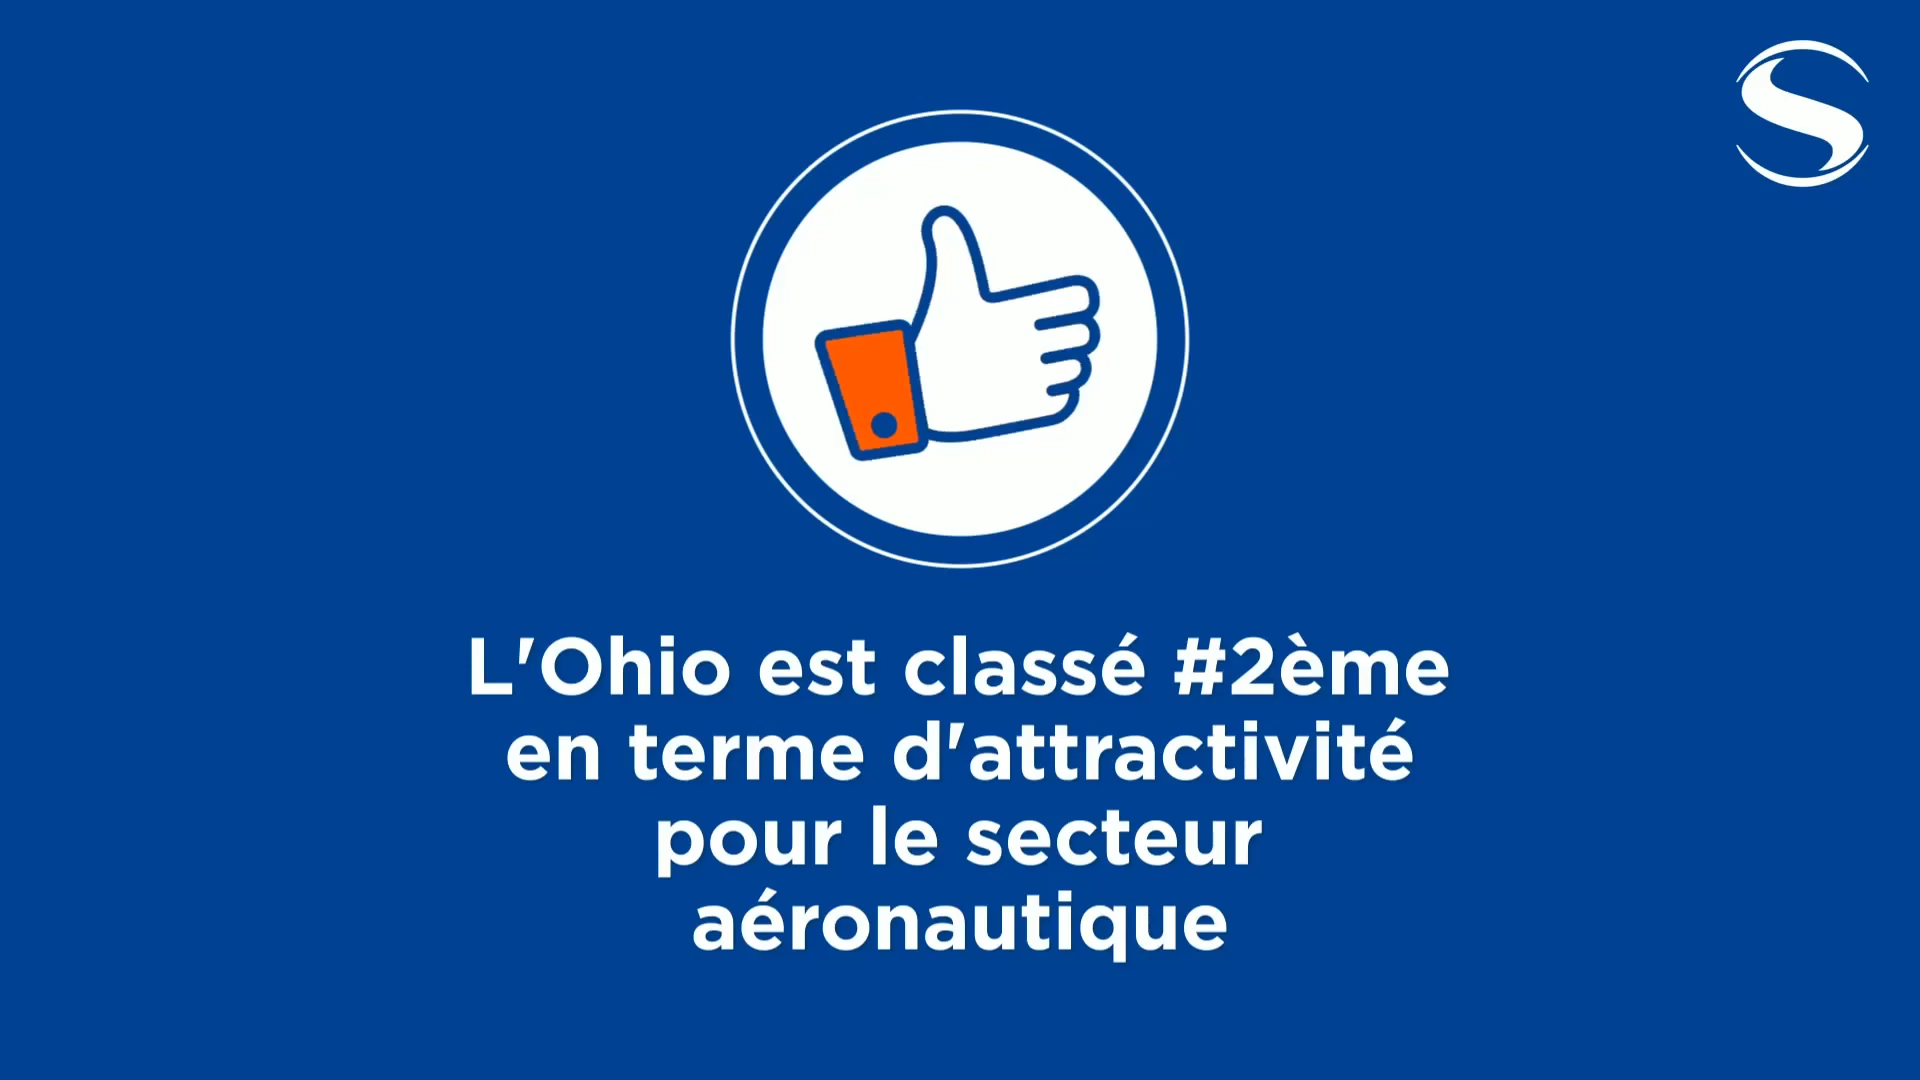 L'Ohio est classé #2ème
en terme d'attractivité
pour le secteur
aéronautique